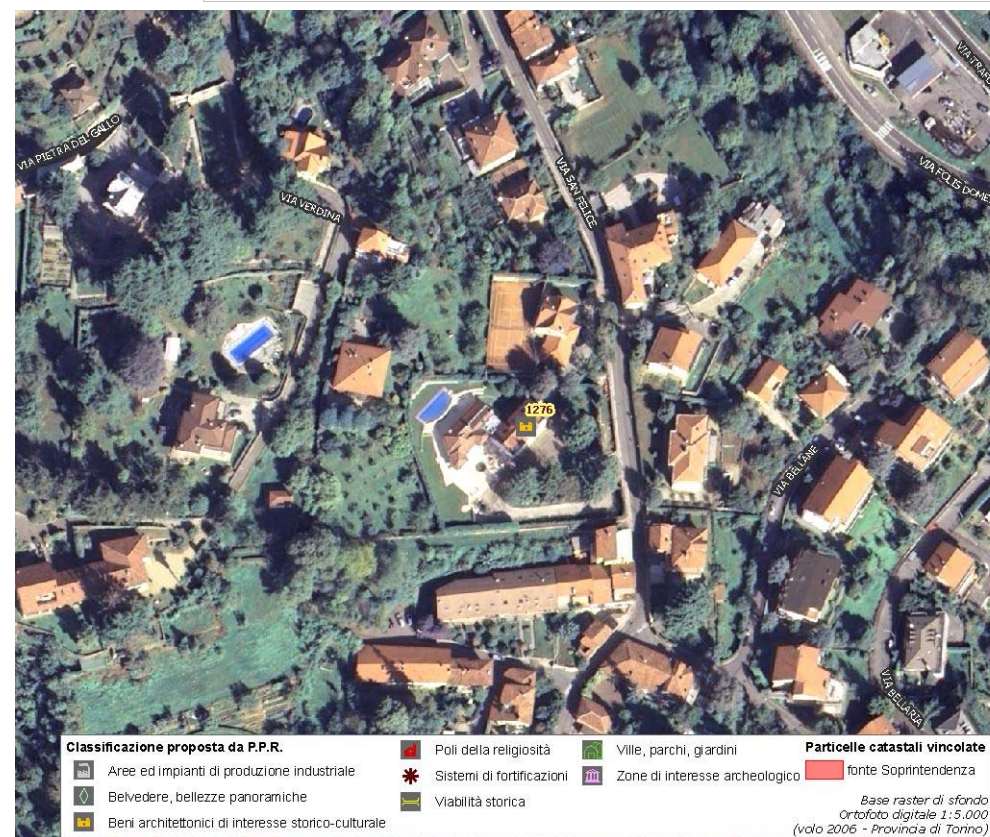 VIA TRAFO
VIA PIETRA DEL GALLO
VIA SAN FELICE
VIA FOLIS DOME
VIA VERDINA
1276
VIA BELLANE
VIA BELLARIA
Classificazione proposta da P.P.R.
Aree ed impianti di produzione industriale
Belvedere, bellezze panoramiche
Beni architettonici di interesse storico-culturale
Poli della religiosità
Sistemi di fortificazioni
Viabilità storica
Ville, parchi, giardini
Zone di interesse archeologico
Particelle catastali vincolate
fonte Soprintendenza
Base raster di sfondo
Ortofoto digitale 1:5.000
(volo 2006 - Provincia di Torino)